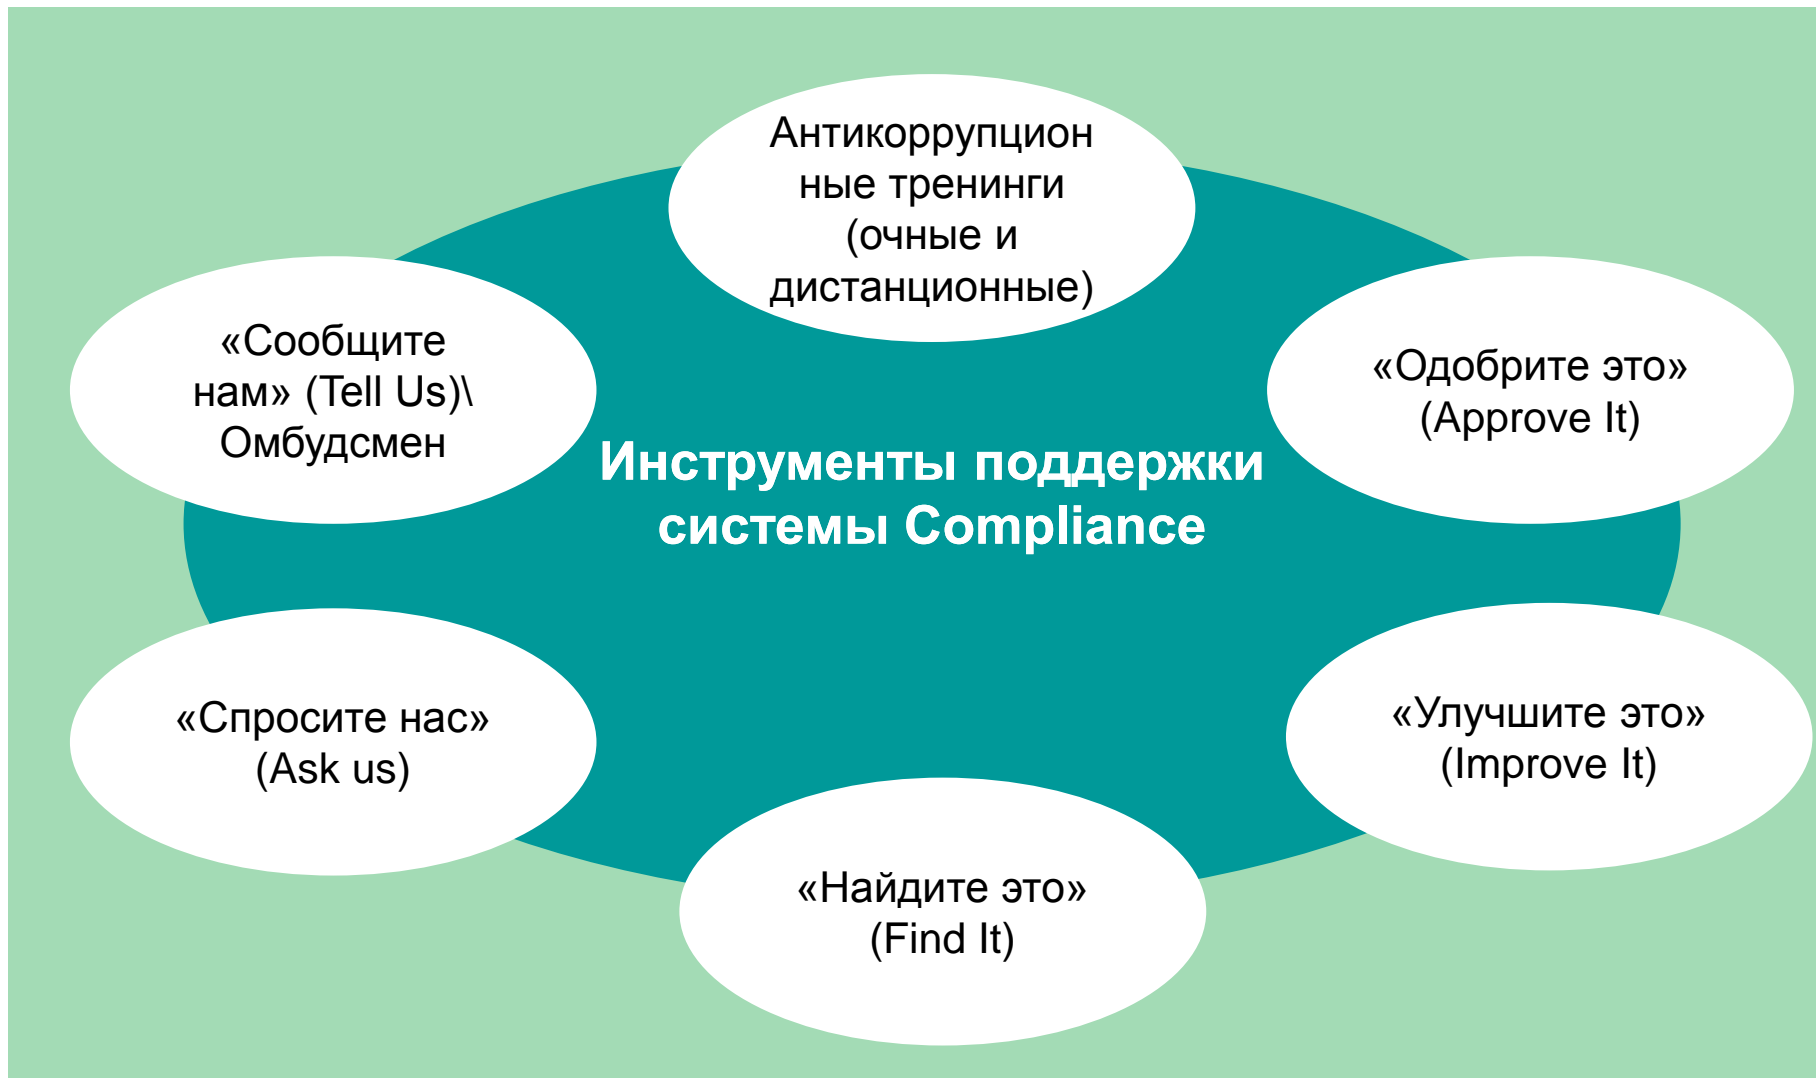 Антикоррупцион
ные тренинги
(очные и
дистанционные)
«Сообщите
нам» (Tell Us)\
Омбудсмен
«Одобрите это»
(Approve It)
Инструменты поддержки
системы Compliance
«Спросите нас»
(Ask us)
«Улучшите это»
(Improve It)
«Найдите это»
(Find It)